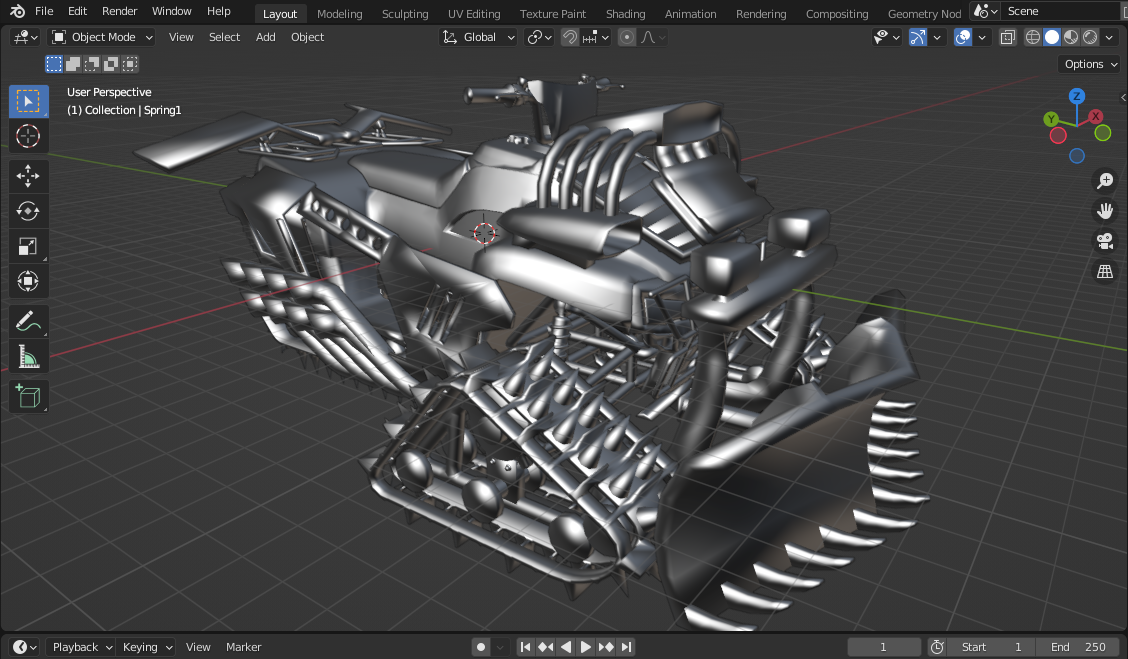 File Edit Render Window Help Layout Modeling Sculpting UV Editing Texture Paint Shading Animation Rendering Compositing Geometry Nod Scene
Object Mode View Select Add Object Global
Options
User Perspective
(1) Collection | Spring1
Z
Y X
Playback Keying View Marker 1 Start 1 End 250